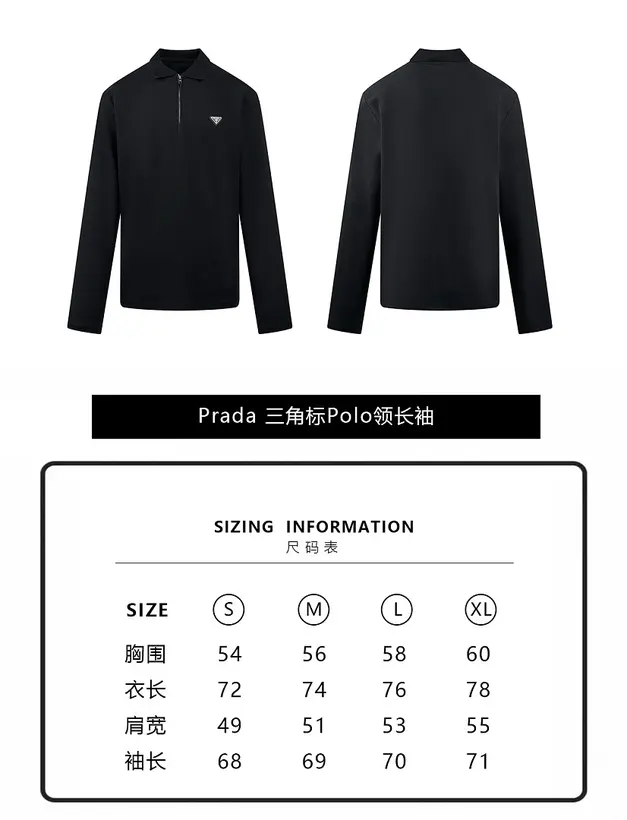 Prada 三角标Polo领长袖
SIZING INFORMATION
尺码表
SIZE S M L XL
胸围 54 56 58 60
衣长 72 74 76 78
肩宽 49 51 53 55
袖长 68 69 70 71